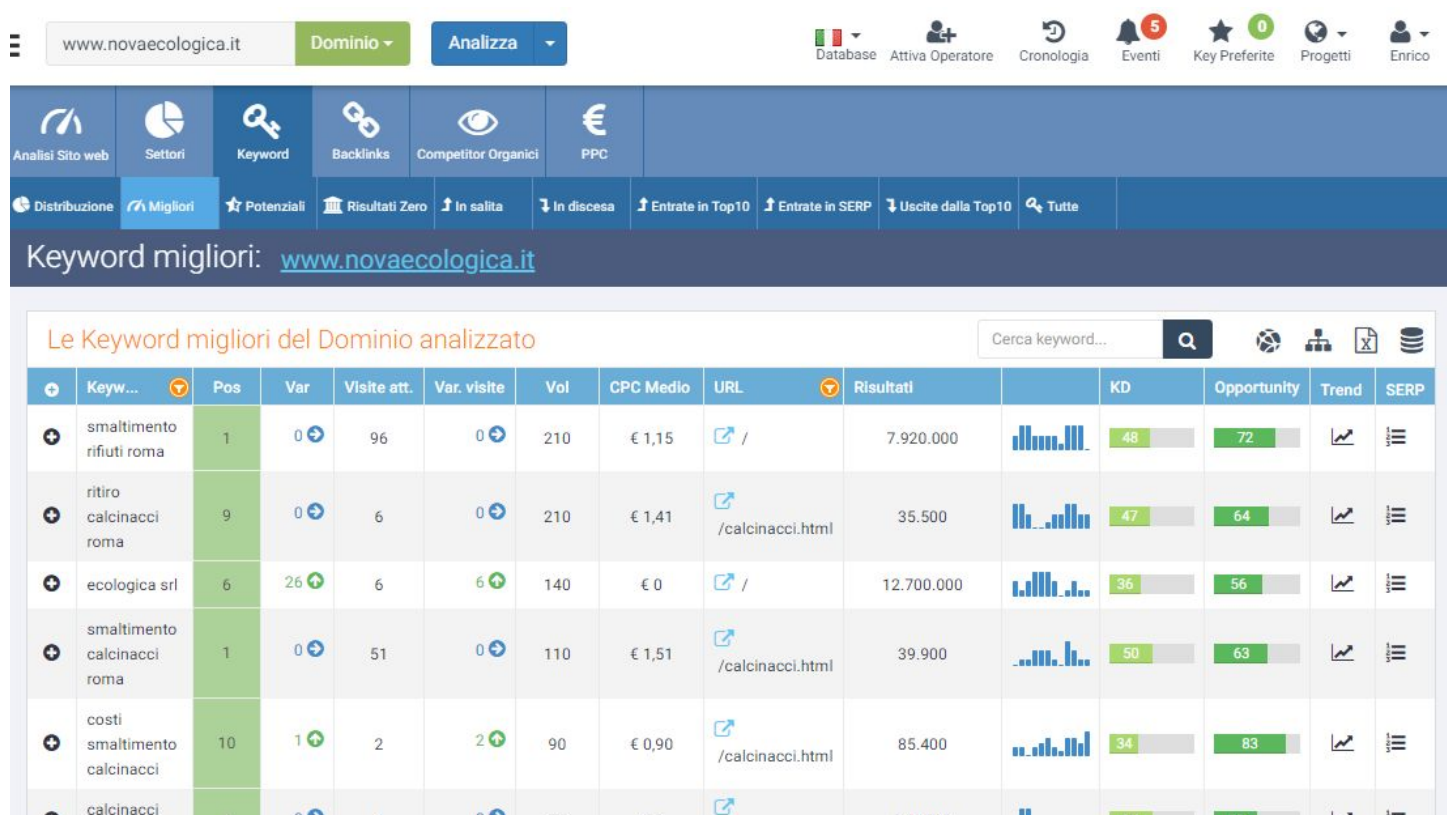 www.novaecologica.it Dominio Analizza Database Attiva Operatore Cronologia 5 Eventi 0 Key Preferite Progetti Enrico
Analisi Sito web Settori Keyword Backlinks Competitor Organici PPC
Distribuzione Migliori Potenziali Risultati Zero In salita In discesa Entrate in Top10 Entrate in SERP Uscite dalla Top10 Tutte
Keyword migliori: www.novaecologica.it
Le Keyword migliori del Dominio analizzato Cerca keyword...
Keyw... Pos Var Visite att. Var. visite Vol CPC Medio URL Risultati KD Opportunity Trend SERP
smaltimento
rifiuti roma
1 0 96 0 210 € 1,15 / 7.920.000 48 72
ritiro
calcinacci
roma
9 0 6 0 210 € 1,41 /calcinacci.html 35.500 47 64
ecologica srl 6 26 6 6 140 € 0 / 12.700.000 36 56
smaltimento
calcinacci
roma
1 0 51 0 110 € 1,51 /calcinacci.html 39.900 50 63
costi
smaltimento
calcinacci
10 1 2 2 90 € 0,90 /calcinacci.html 85.400 34 83
calcinacci